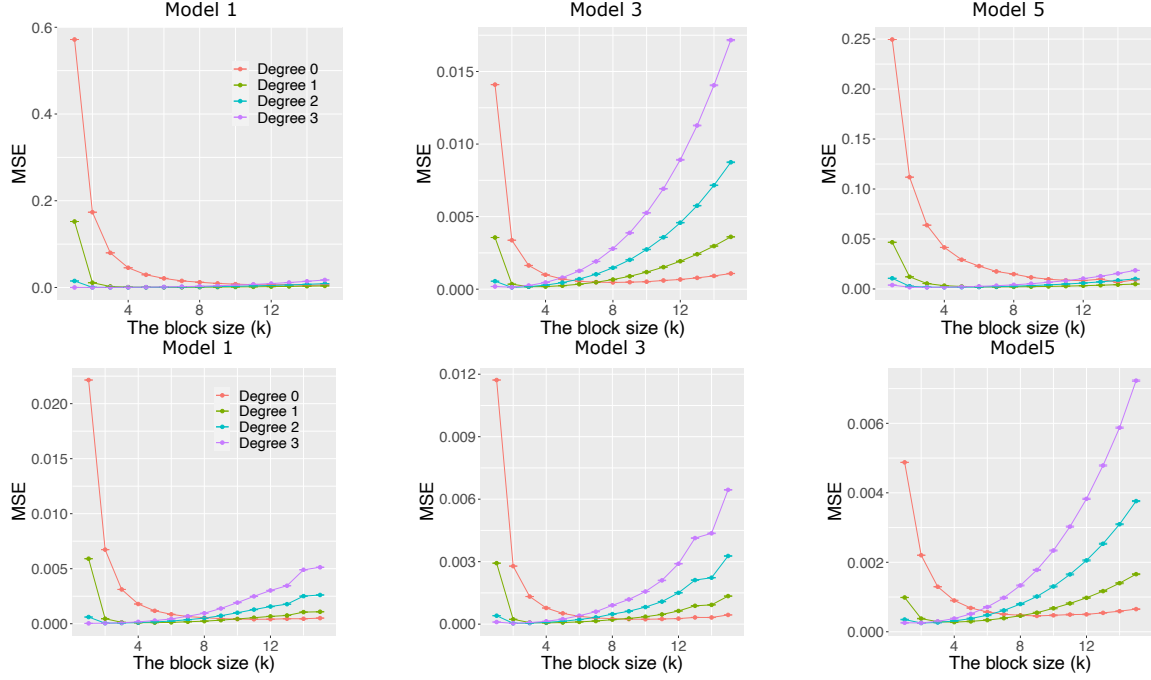 Model 1
0.6
0.4
0.2
0.0
MSE
Degree 0
Degree 1
Degree 2
Degree 3
4 8 12
The block size (k)
Model 3
0.015
0.010
0.005
0.000
MSE
4 8 12
The block size (k)
Model 5
0.25
0.20
0.15
0.10
0.05
0.00
MSE
4 8 12
The block size (k)
Model 1
0.020
0.015
0.010
0.005
0.000
MSE
Degree 0
Degree 1
Degree 2
Degree 3
4 8 12
The block size (k)
Model 3
0.012
0.009
0.006
0.003
0.000
MSE
4 8 12
The block size (k)
Model5
0.006
0.004
0.002
0.000
MSE
4 8 12
The block size (k)